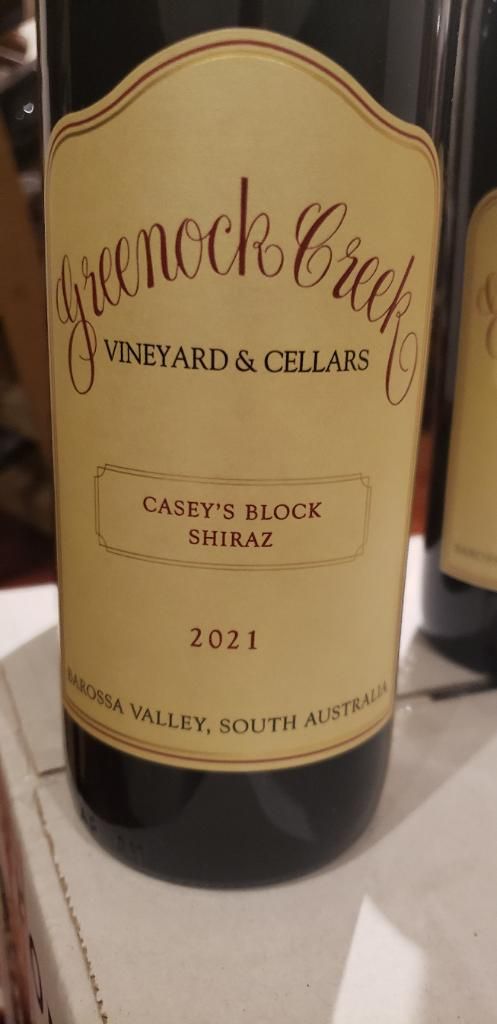 Greenock Creek
VINEYARD & CELLARS
CASEY'S BLOCK
SHIRAZ
2021
BAROSSA VALLEY, SOUTH AUSTRALIA